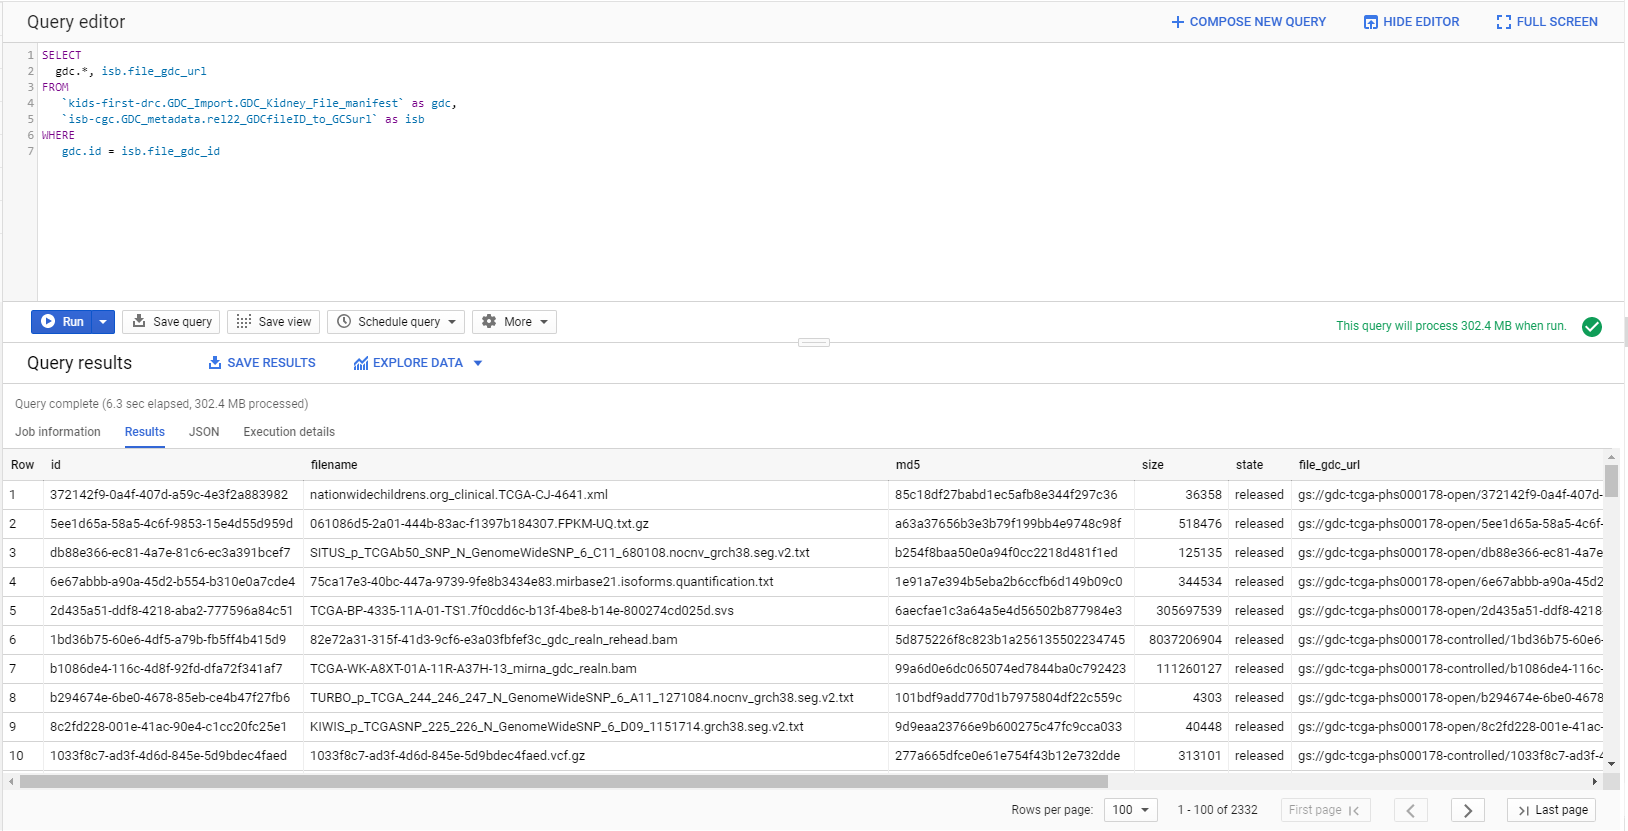 Query editor COMPOSE NEW QUERY HIDE EDITOR FULL SCREEN
1 SELECT
2 gdc.*, isb.file_gdc_url
3 FROM
4 `kids-first-drc.GDC_Import.GDC_Kidney_File_manifest` as gdc,
5 `isb-cgc.GDC_metadata.rel22_GDCfileID_to_GCSurl` as isb
6 WHERE
7 gdc.id = isb.file_gdc_id
Run Save query Save view Schedule query More This query will process 302.4 MB when run.
Query results SAVE RESULTS EXPLORE DATA
Query complete (6.3 sec elapsed, 302.4 MB processed)
Job information Results JSON Execution details
Row id filename md5 size state file_gdc_url
1 372142f9-0a4f-407d-a59c-4e3f2a883982 nationwidechildrens.org_clinical.TCGA-CJ-4641.xml 85c18df27babd1ec5afb8e344f297c36 36358 released gs://gdc-tcga-phs000178-open/372142f9-0a4f-407d-
2 5ee1d65a-58a5-4c6f-9853-15e4d55d959d 061086d5-2a01-444b-83ac-f1397b184307.FPKM-UQ.txt.gz a63a37656b3e3b79f199bb4e9748c98f 518476 released gs://gdc-tcga-phs000178-open/5ee1d65a-58a5-4c6f-
3 db88e366-ec81-4a7e-81c6-ec3a391bcef7 SITUS_p_TCGAb50_SNP_N_GenomeWideSNP_6_C11_680108.nocnv_grch38.seg.v2.txt b254f8baa50e0a94f0cc2218d481f1ed 125135 released gs://gdc-tcga-phs000178-open/db88e366-ec81-4a7e
4 6e67abbb-a90a-45d2-b554-b310e0a7cde4 75ca17e3-40bc-447a-9739-9fe8b3434e83.mirbase21.isoforms.quantification.txt 1e91a7e394b5eba2b6ccfb6d149b09c0 344534 released gs://gdc-tcga-phs000178-open/6e67abbb-a90a-45d2
5 2d435a51-ddf8-4218-aba2-777596a84c51 TCGA-BP-4335-11A-01-TS1.7f0cdd6c-b13f-4be8-b14e-800274cd025d.svs 6aecfae1c3a64a5e4d56502b877984e3 305697539 released gs://gdc-tcga-phs000178-open/2d435a51-ddf8-4218
6 1bd36b75-60e6-4df5-a79b-fb5ff4b415d9 82e72a31-315f-41d3-9cf6-e3a03fbfef3c_gdc_realn_rehead.bam 5d875226f8c823b1a256135502234745 8037206904 released gs://gdc-tcga-phs000178-controlled/1bd36b75-60e6-
7 b1086de4-116c-4d8f-92fd-dfa72f341af7 TCGA-WK-A8XT-01A-11R-A37H-13_mirna_gdc_realn.bam 99a6d0e6dc065074ed7844ba0c792423 111260127 released gs://gdc-tcga-phs000178-controlled/b1086de4-116c-
8 b294674e-6be0-4678-85eb-ce4b47f27fb6 TURBO_p_TCGA_244_246_247_N_GenomeWideSNP_6_A11_1271084.nocnv_grch38.seg.v2.txt 101bdf9add770d1b7975804df22c559c 4303 released gs://gdc-tcga-phs000178-open/b294674e-6be0-4678
9 8c2fd228-001e-41ac-90e4-c1cc20fc25e1 KIWIS_p_TCGASNP_225_226_N_GenomeWideSNP_6_D09_1151714.grch38.seg.v2.txt 9d9eaa23766e9b600275c47fc9cca033 40448 released gs://gdc-tcga-phs000178-open/8c2fd228-001e-41ac-
10 1033f8c7-ad3f-4d6d-845e-5d9bdec4faed 1033f8c7-ad3f-4d6d-845e-5d9bdec4faed.vcf.gz 277a665dfce0e61e754f43b12e732dde 313101 released gs://gdc-tcga-phs000178-controlled/1033f8c7-ad3f-4
Rows per page: 100 1 - 100 of 2332 First page Last page